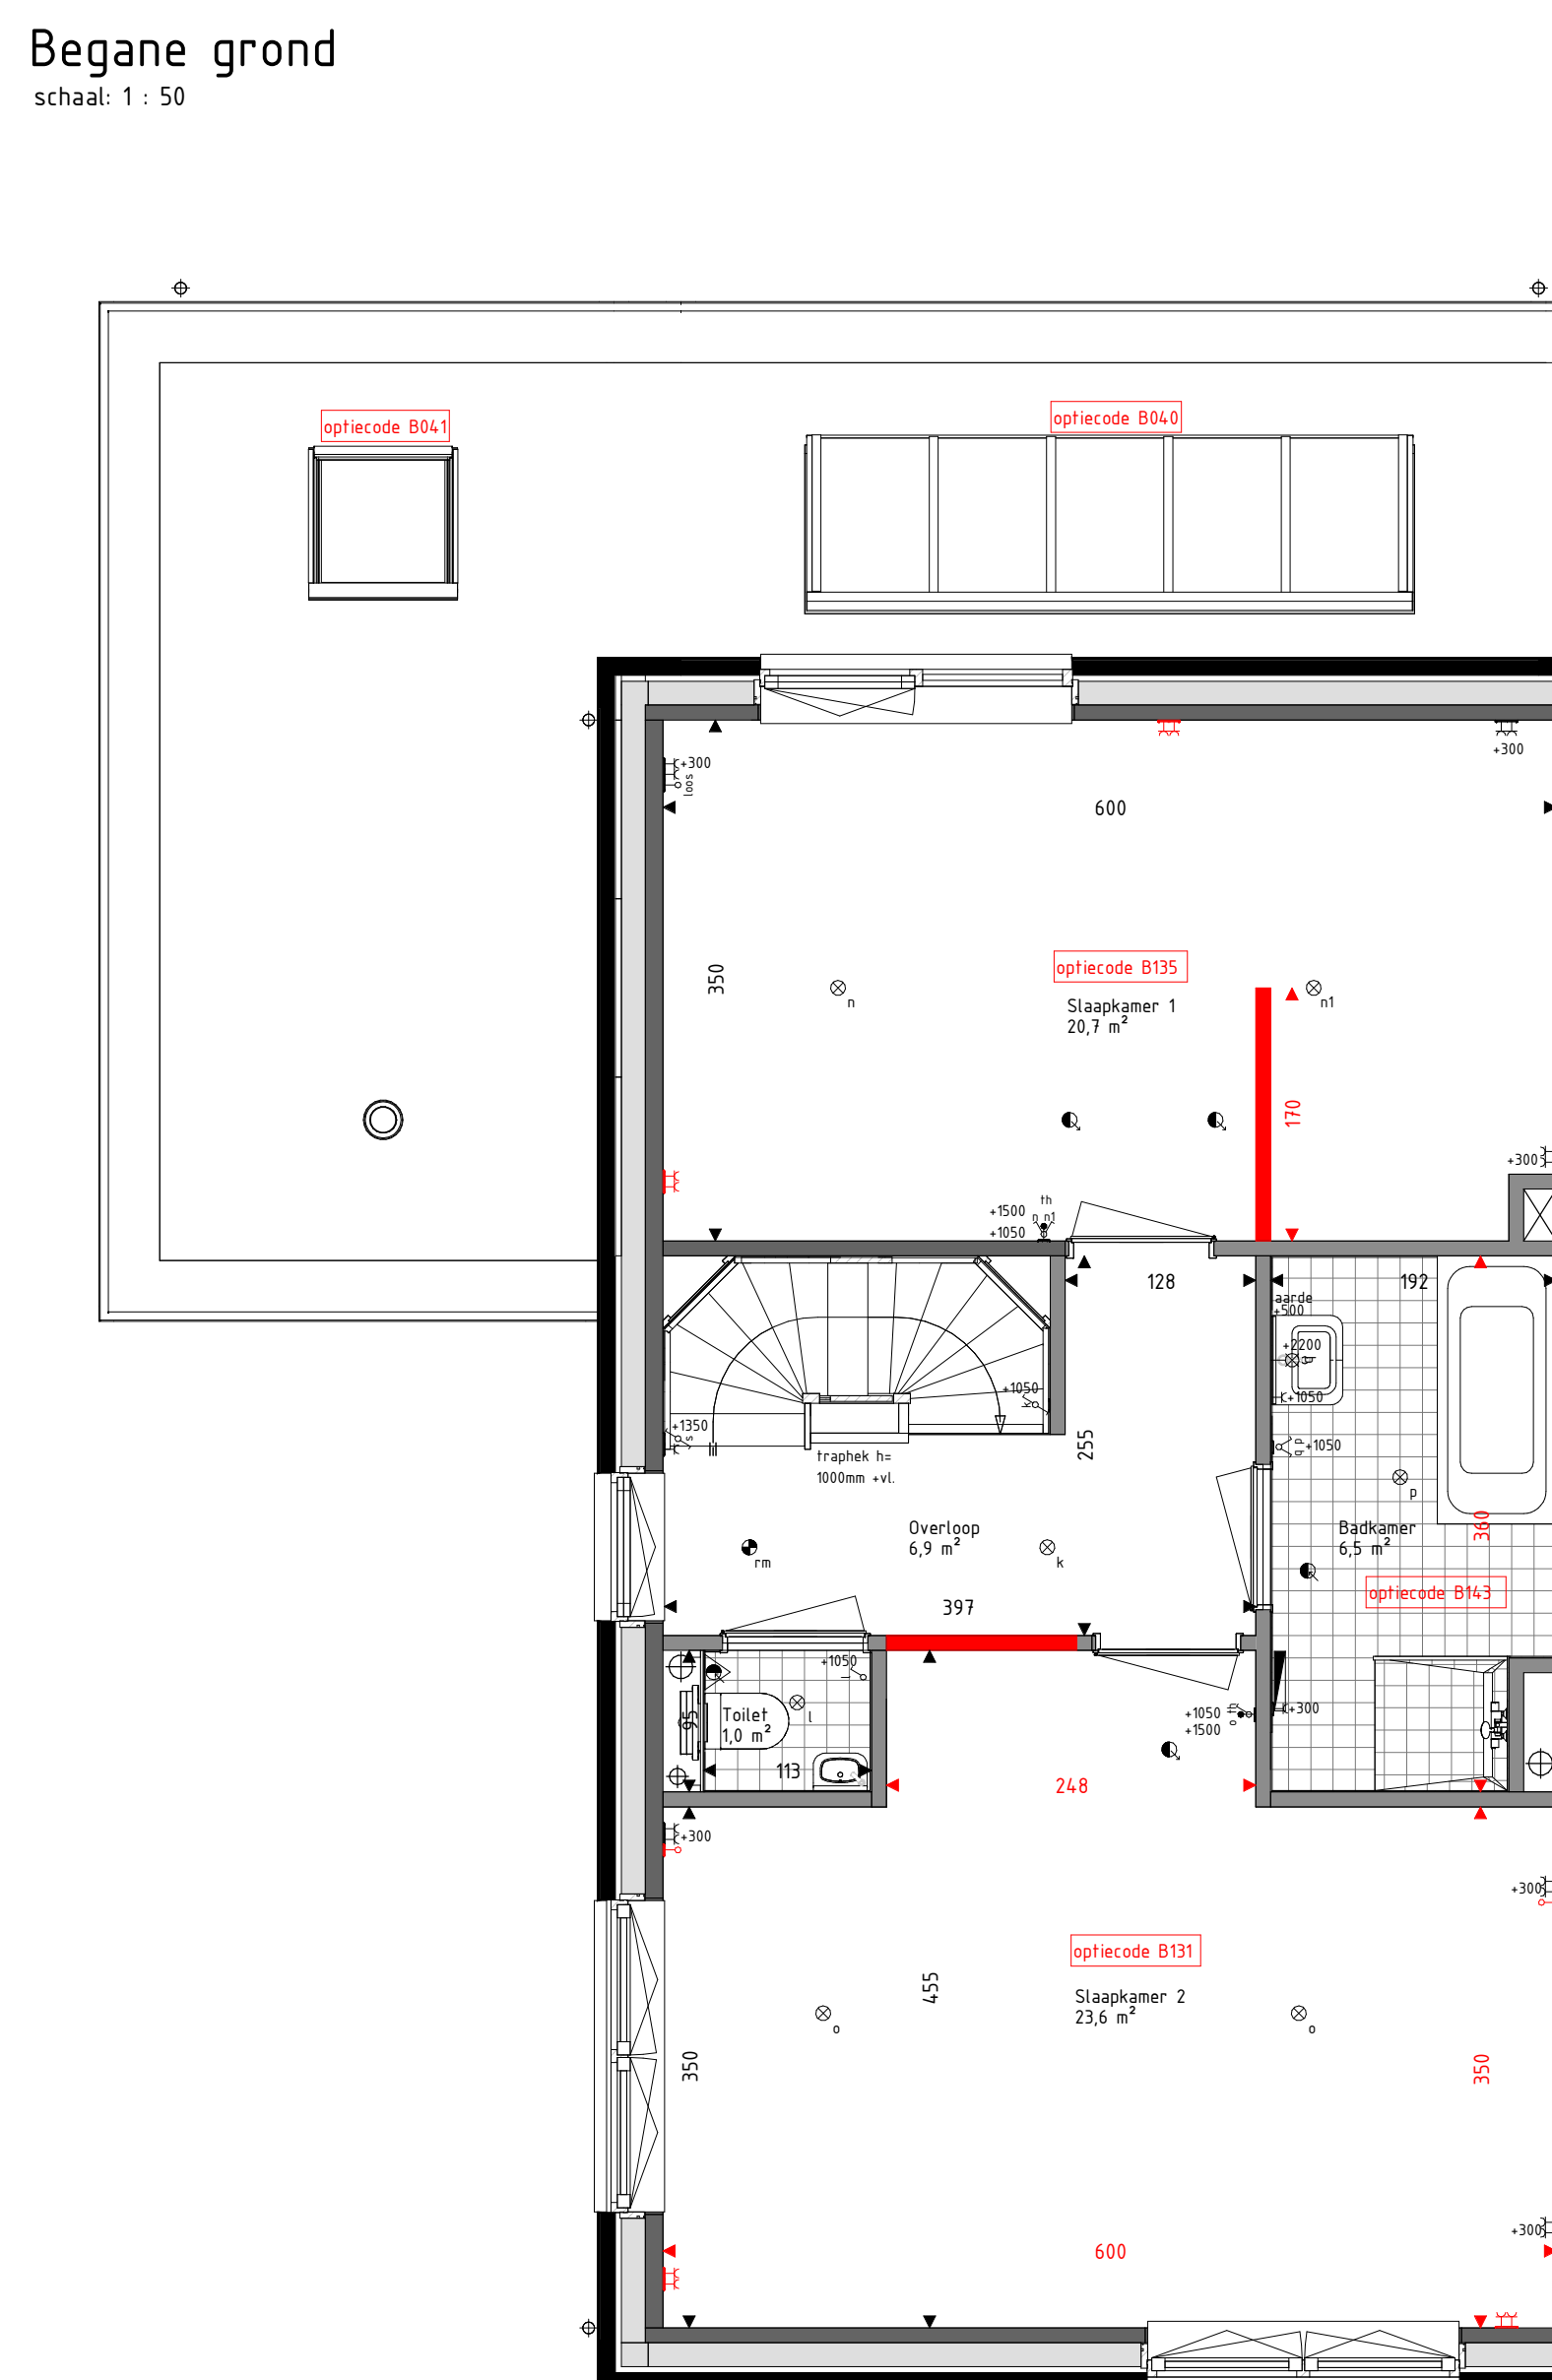 Begane grond
schaal: 1 : 50
optiecode B041
optiecode B040
+300
loos
+300
600
350
optiecode B135
Slaapkamer 1
20,7 m²
n
n1
170
+300
th
+1500
n n1
+1050
128
192
aarde
+500
+2200
q
+1050
+1050
k
+1350
r
s
q p
+1050
traphek h=
1000mm +vl.
255
p
Overloop
6,9 m²
Badkamer
6,5 m²
360
rm
k
optiecode B143
397
+1050
l
95
Toilet
1,0 m²
l
+1050
+1500
o th
+300
113
248
+300
+300
optiecode B131
455
Slaapkamer 2
23,6 m²
o
o
350
350
+300
600